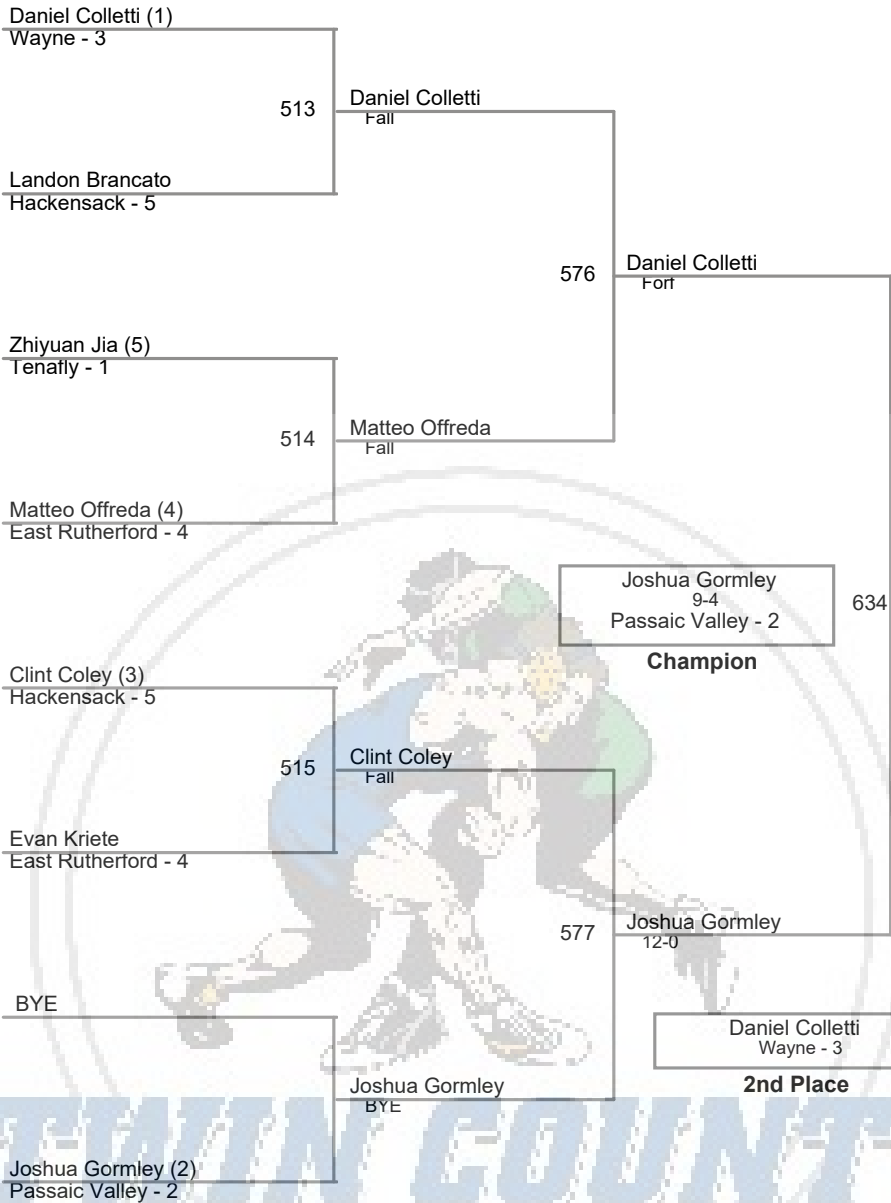 Daniel Colletti (1)
Wayne - 3
513
Daniel Colletti
Fall
Landon Brancato
Hackensack - 5
576
Daniel Colletti
Forf
Zhiyuan Jia (5)
Tenafly - 1
514
Matteo Offreda
Fall
Matteo Offreda (4)
East Rutherford - 4
Joshua Gormley
9-4
Passaic Valley - 2
634
Champion
Clint Coley (3)
Hackensack - 5
515
Clint Coley
Fall
Evan Kriete
East Rutherford - 4
577
Joshua Gormley
12-0
BYE
Daniel Colletti
Wayne - 3
2nd Place
Joshua Gormley
BYE
Joshua Gormley (2)
Passaic Valley - 2
TWIN COUNT